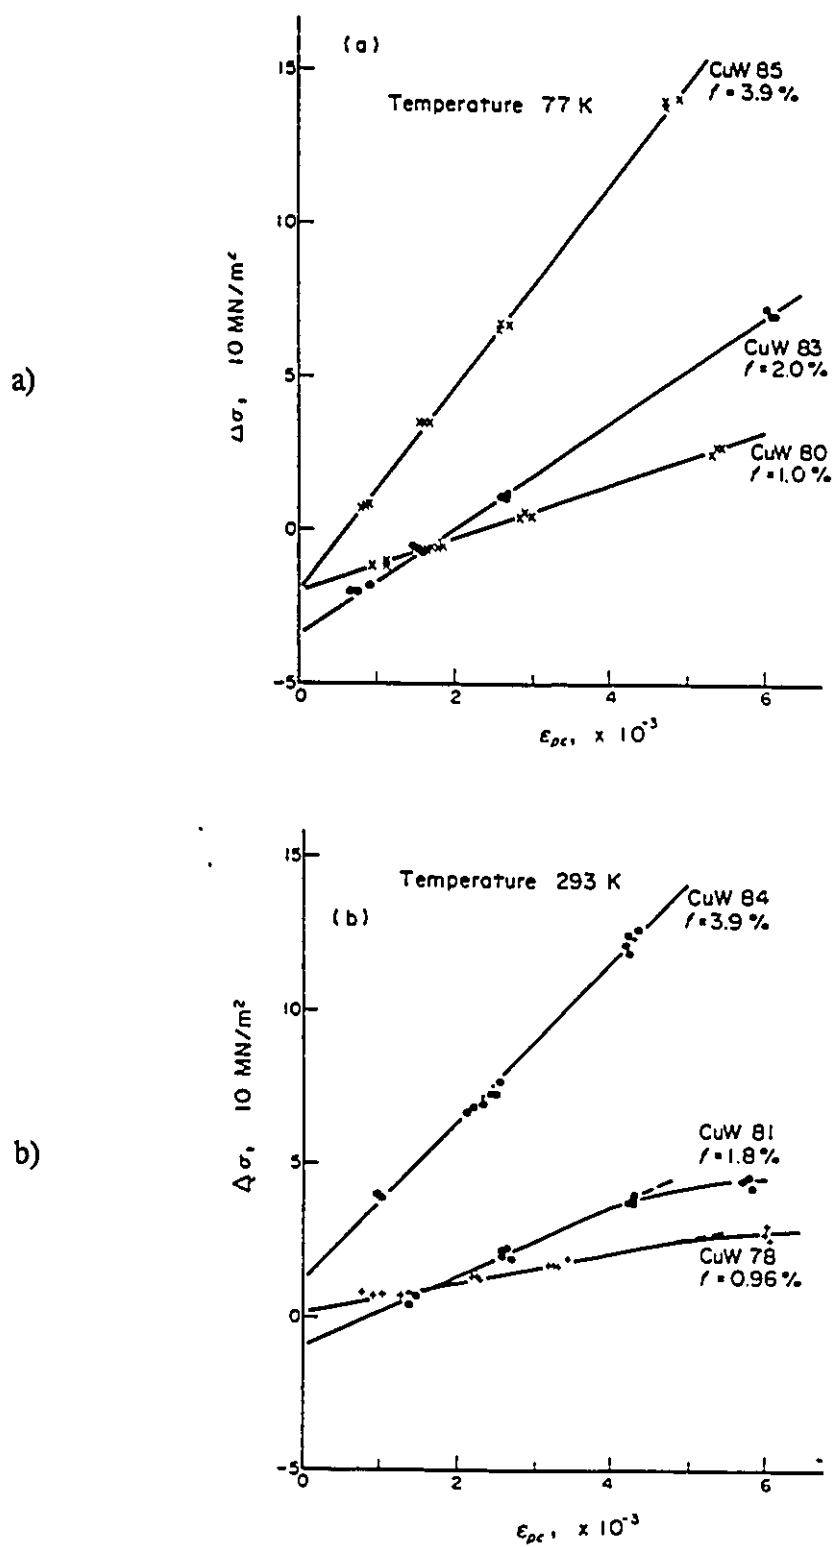 (a)
15
CuW 85
f = 3.9 %
Temperature 77 K
10
Δσ, 10 MN/m²
a)
5
CuW 83
f = 2.0 %
CuW 80
f = 1.0 %
0
-5
0 2 4 6
ε_pc, × 10⁻³
15
Temperature 293 K
(b)
CuW 84
f = 3.9 %
10
Δσ, 10 MN/m²
b)
5
CuW 81
f = 1.8 %
CuW 78
f = 0.96 %
0
-5
0 2 4 6
ε_pc, × 10⁻³